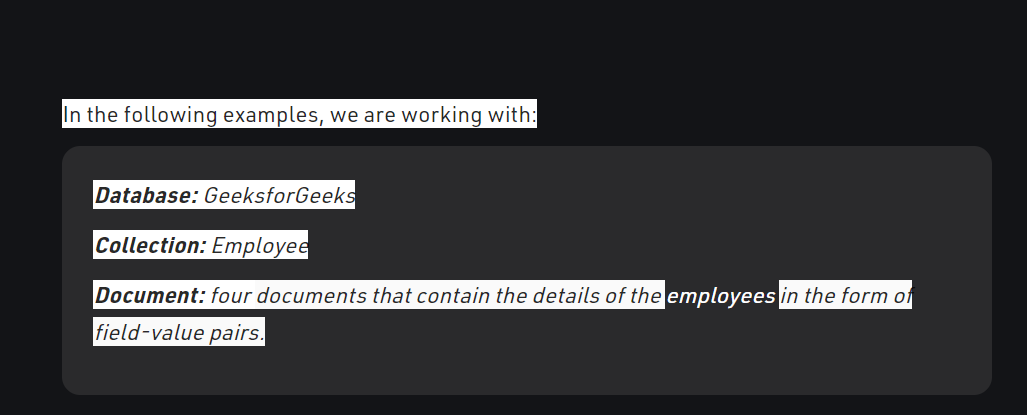 In the following examples, we are working with:
Database: GeeksforGeeks
Collection: Employee
Document: four documents that contain the details of the employees in the form of
field-value pairs.